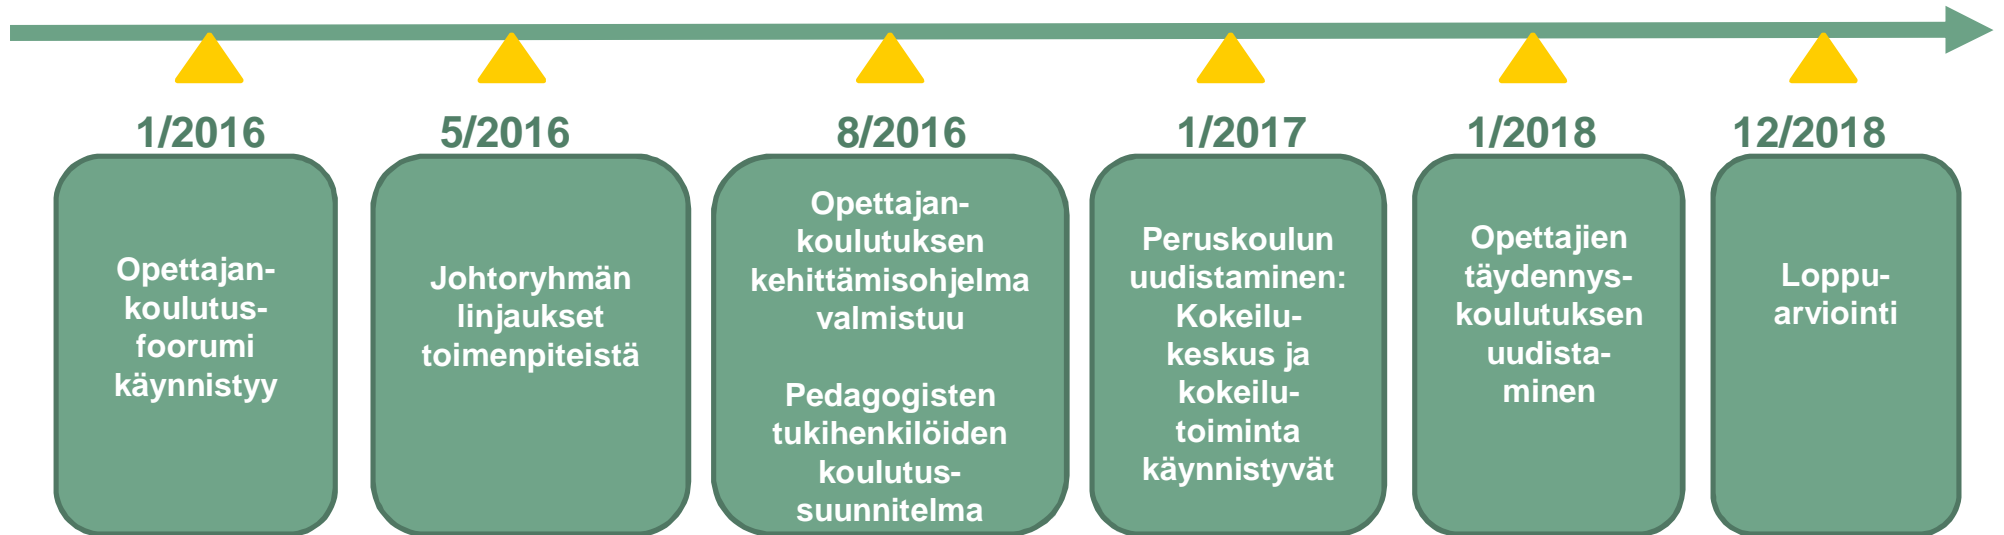 1/2016
Opettajan-
koulutus-
foorumi
käynnistyy
5/2016
Johtoryhmän
linjaukset
toimenpiteistä
8/2016
Opettajan-
koulutuksen
kehittämisohjelma
valmistuu
Pedagogisten
tukihenkilöiden
koulutus-
suunnitelma
1/2017
Peruskoulun
uudistaminen:
Kokeilu-
keskus ja
kokeilu-
toiminta
käynnistyvät
1/2018
Opettajien
täydennys-
koulutuksen
uudista-
minen
12/2018
Loppu-
arviointi